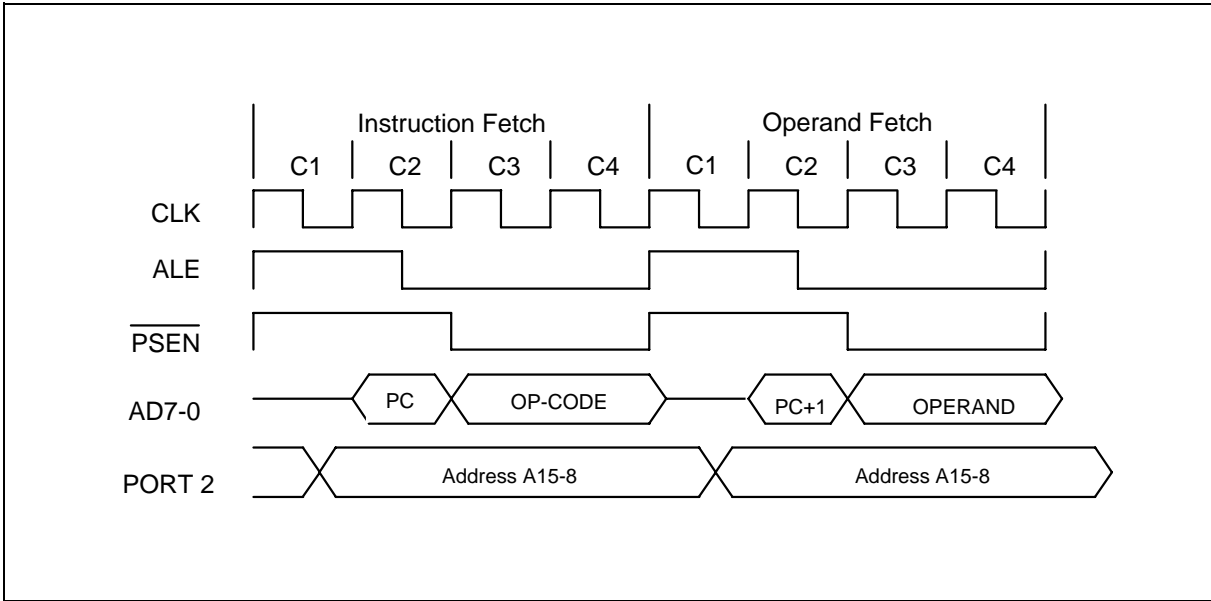 Instruction Fetch Operand Fetch
C1 C2 C3 C4 C1 C2 C3 C4
CLK
ALE
PSEN
AD7-0 PC OP-CODE PC+1 OPERAND
PORT 2 Address A15-8 Address A15-8